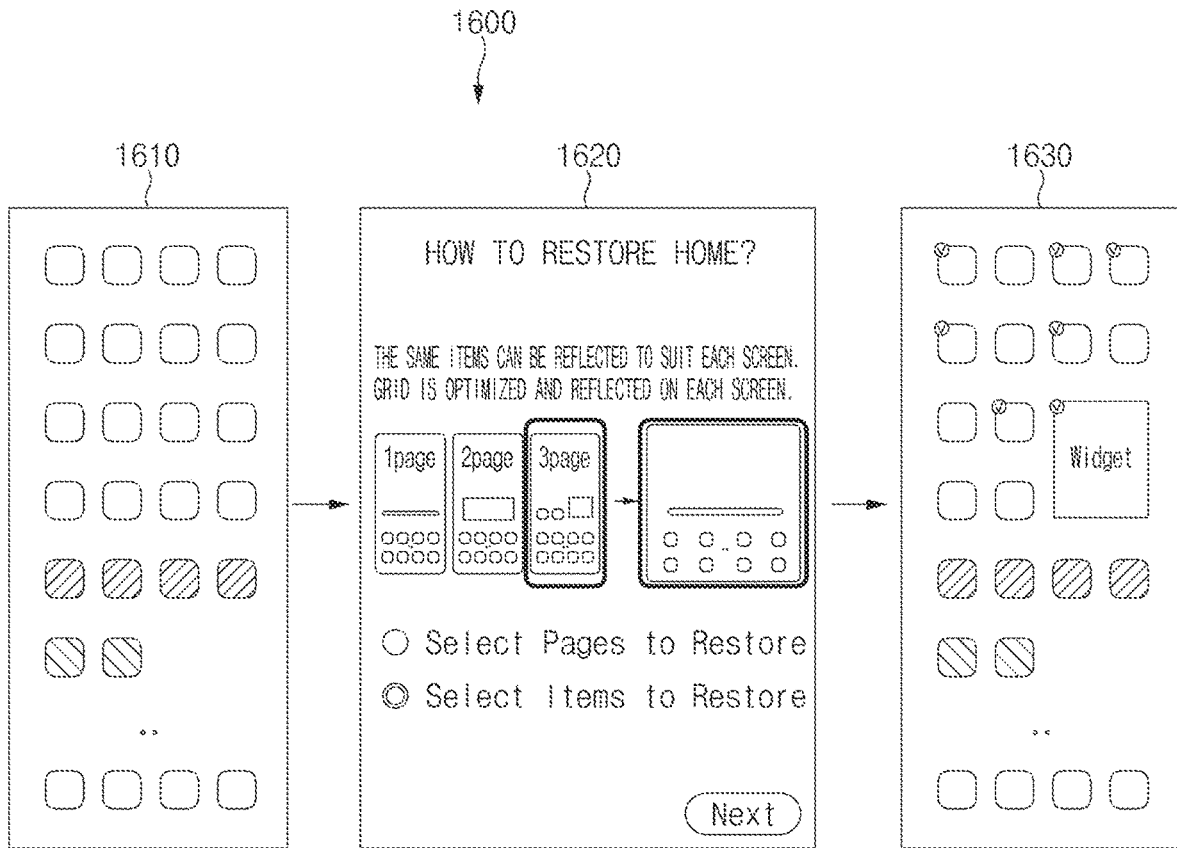 1600
1610
1620
1630
HOW TO RESTORE HOME?
THE SAME ITEMS CAN BE REFLECTED TO SUIT EACH SCREEN.
GRID IS OPTIMIZED AND REFLECTED ON EACH SCREEN.
1page
2page
3page
Select Pages to Restore
Select Items to Restore
Next
Widget